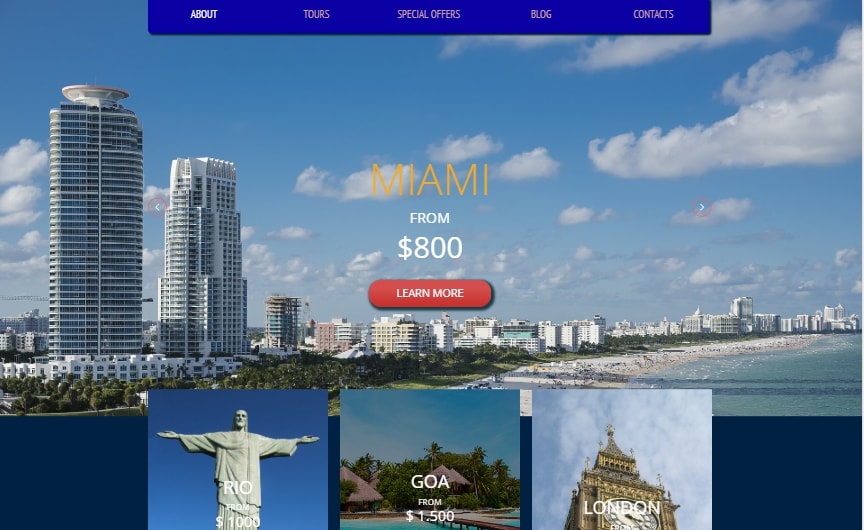 ABOUT TOURS SPECIAL OFFERS BLOG CONTACTS
MIAMI
FROM
$800
LEARN MORE
RIO
FROM
$ 1000
GOA
FROM
$ 1.500
LONDON
FROM